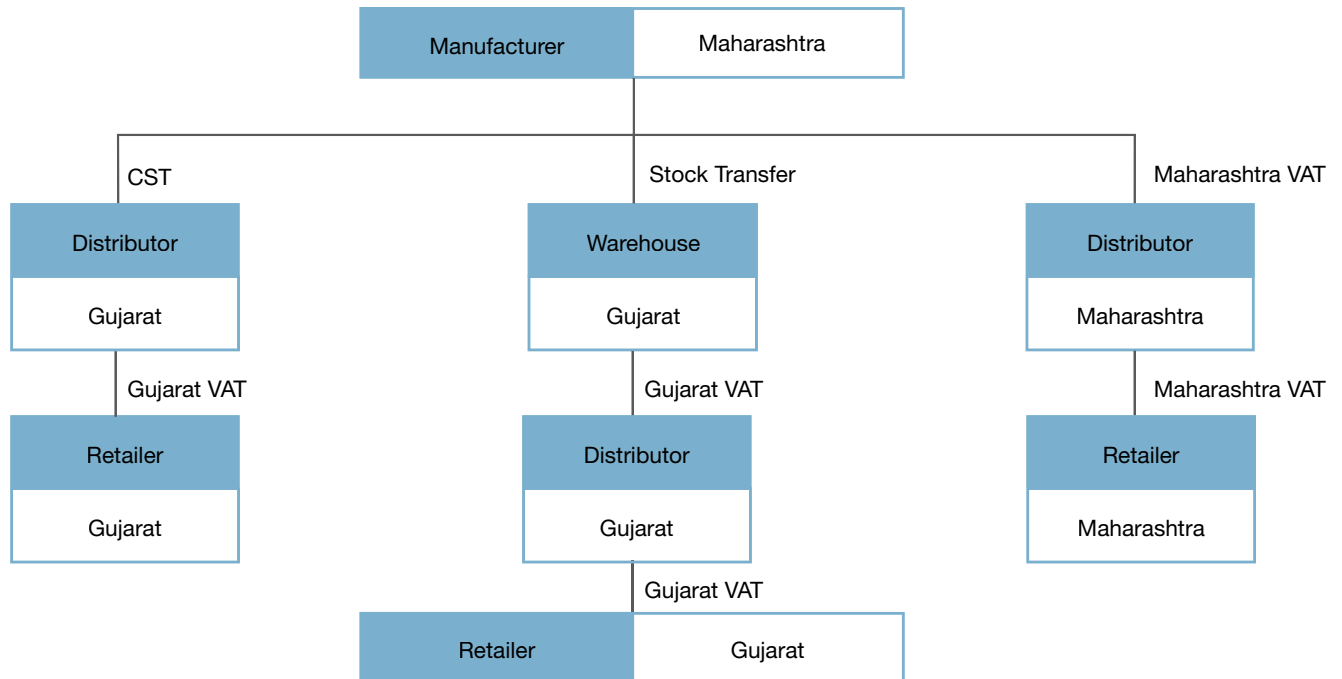 Manufacturer
Maharashtra
CST
Stock Transfer
Maharashtra VAT
Distributor
Warehouse
Distributor
Gujarat
Gujarat
Maharashtra
Gujarat VAT
Gujarat VAT
Maharashtra VAT
Retailer
Distributor
Retailer
Gujarat
Gujarat
Maharashtra
Gujarat VAT
Retailer
Gujarat